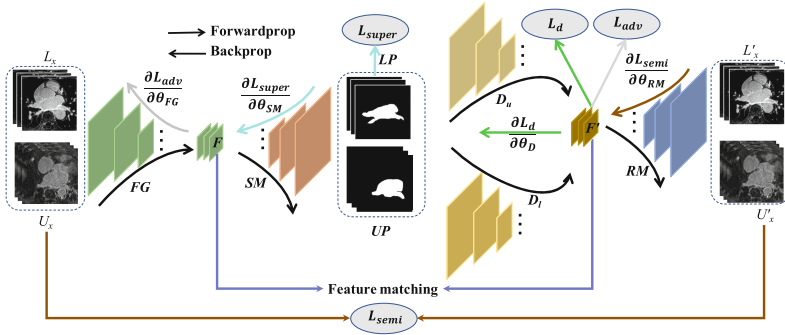 Forwardprop
Backprop
L_x
U_x
∂L_adv
∂θ_FG
FG
F
∂L_super
∂θ_SM
SM
L_super
LP
UP
D_u
D_l
∂L_d
∂θ_D
L_d
L_adv
F'
∂L_semi
∂θ_RM
RM
L'_x
U'_x
Feature matching
L_semi